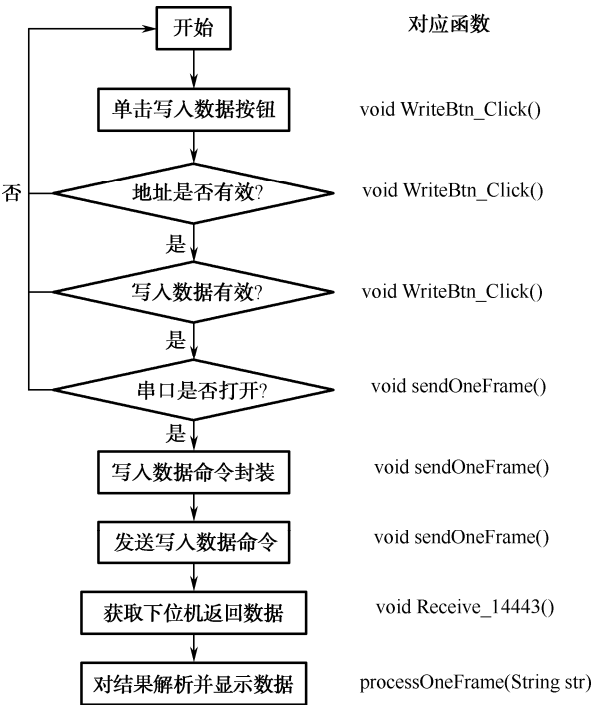 开始
对应函数
单击写入数据按钮
void WriteBtn_Click()
否
地址是否有效?
void WriteBtn_Click()
是
写入数据有效?
void WriteBtn_Click()
是
串口是否打开?
void sendOneFrame()
是
写入数据命令封装
void sendOneFrame()
发送写入数据命令
void sendOneFrame()
获取下位机返回数据
void Receive_14443()
对结果解析并显示数据
processOneFrame(String str)